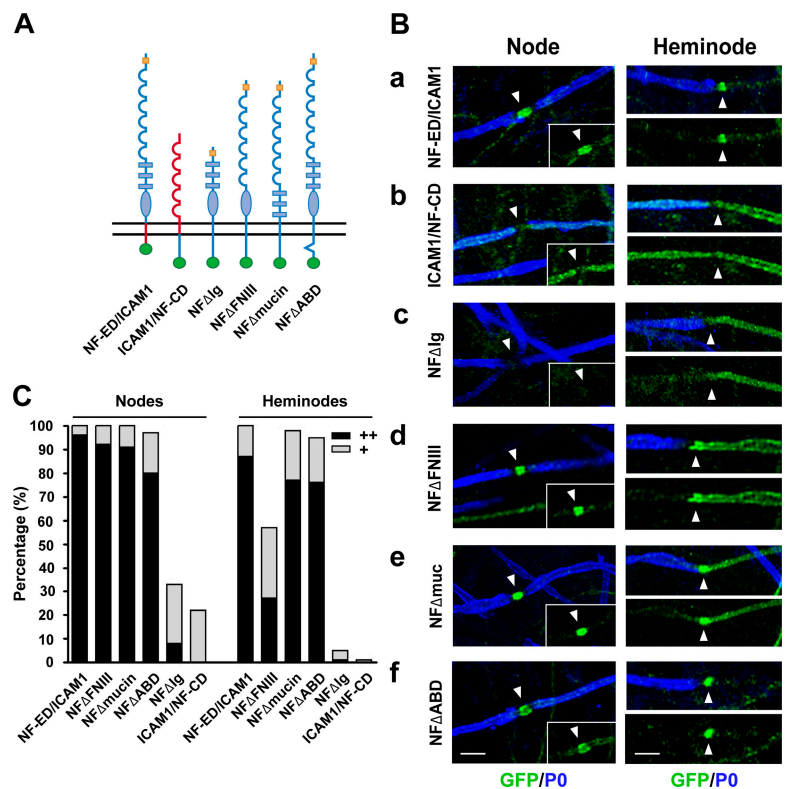 A
NF-ED/ICAM1
ICAM1/NF-CD
NFΔIg
NFΔFNIII
NFΔmucin
NFΔABD
B
Node
Heminode
a
NF-ED/ICAM1
b
ICAM1/NF-CD
c
NFΔIg
d
NFΔFNIII
e
NFΔmuc
f
NFΔABD
GFP/P0
GFP/P0
C
Nodes
Heminodes
++
+
Percentage (%)
100
90
80
70
60
50
40
30
20
10
0
NF-ED/ICAM1
NFΔFNIII
NFΔmucin
NFΔABD
NFΔIg
ICAM1/NF-CD
NF-ED/ICAM1
NFΔFNIII
NFΔmucin
NFΔABD
NFΔIg
ICAM1/NF-CD